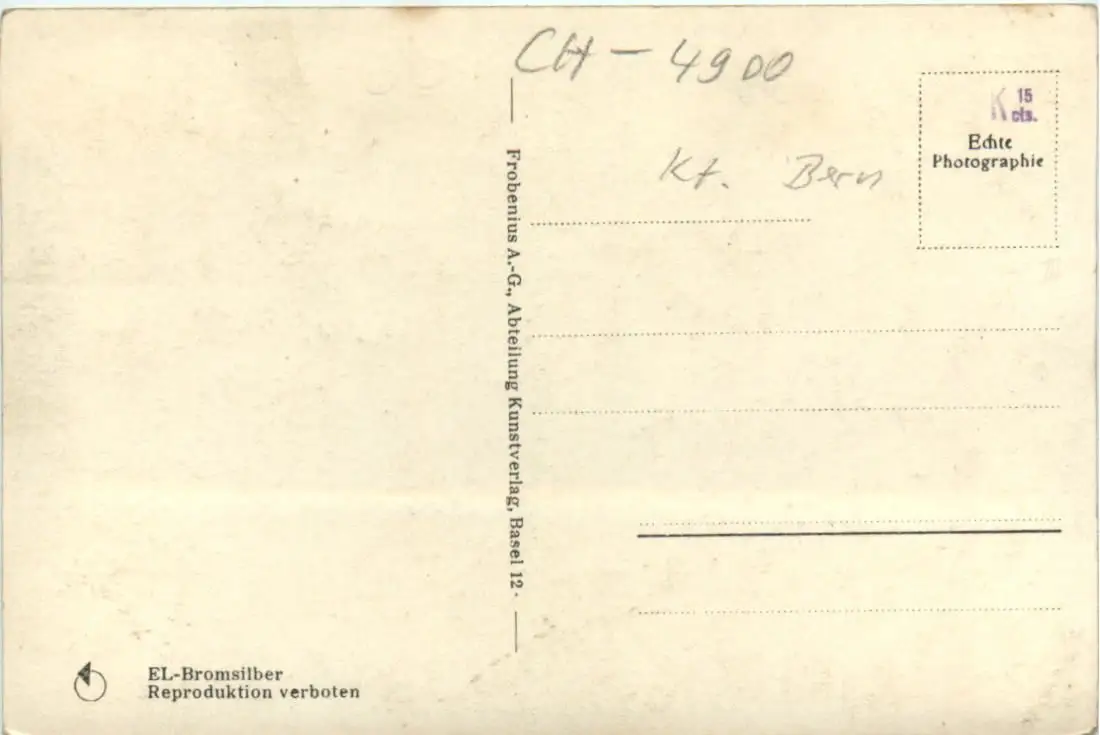 CH - 4900
Kt. Bern
K 15
cts.
Echte
Photographie
Frobenius A.-G., Abteilung Kunstverlag, Basel 12.
EL-Bromsilber
Reproduktion verboten